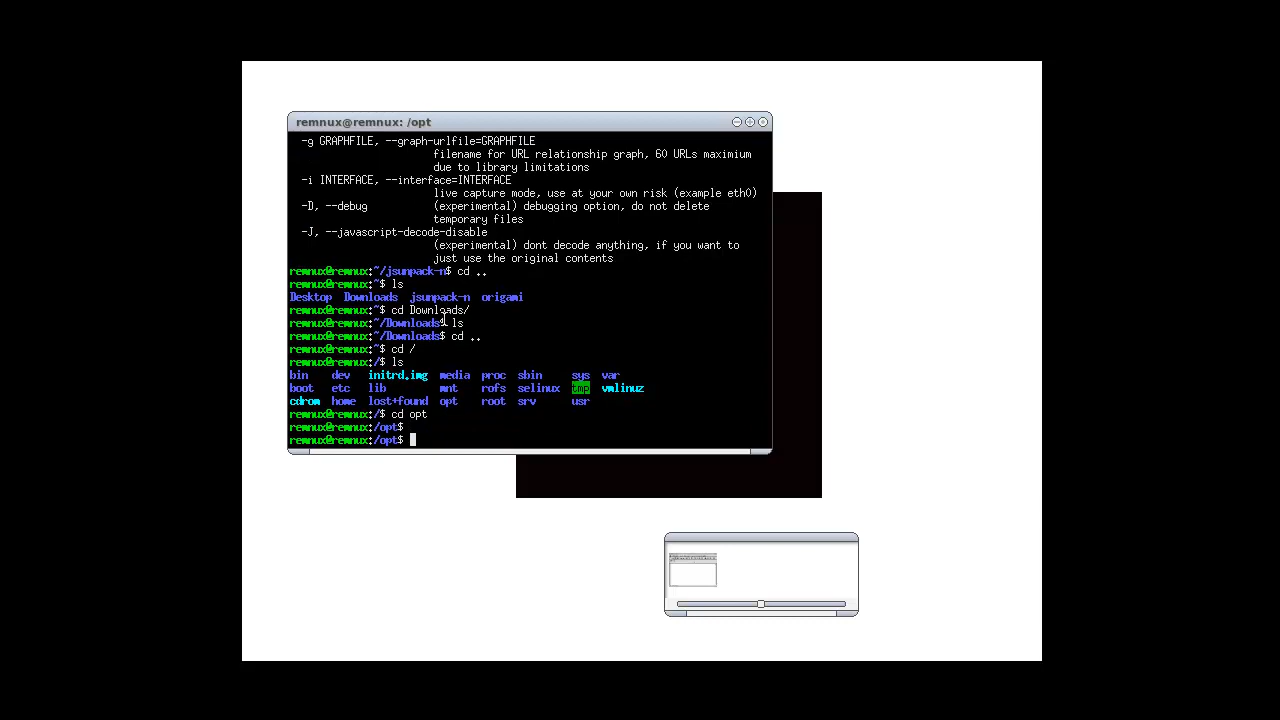 remnux@remnux: /opt
-g GRAPHFILE, --graph-urlfile=GRAPHFILE
filename for URL relationship graph, 60 URLs maximium
due to library limitations
-i INTERFACE, --interface=INTERFACE
live capture mode, use at your own risk (example eth0)
-D, --debug (experimental) debugging option, do not delete
temporary files
-J, --javascript-decode-disable
(experimental) dont decode anything, if you want to
just use the original contents
remnux@remnux:~/jsunpack-n$ cd ..
remnux@remnux:~$ ls
Desktop Downloads jsunpack-n origami
remnux@remnux:~$ cd Downloads/
remnux@remnux:~/Downloads$ ls
remnux@remnux:~/Downloads$ cd ..
remnux@remnux:~$ cd /
remnux@remnux:/$ ls
bin dev initrd.img media proc sbin sys var
boot etc lib mnt rofs selinux tmp vmlinuz
cdrom home lost+found opt root srv usr
remnux@remnux:/$ cd opt
remnux@remnux:/opt$
remnux@remnux:/opt$